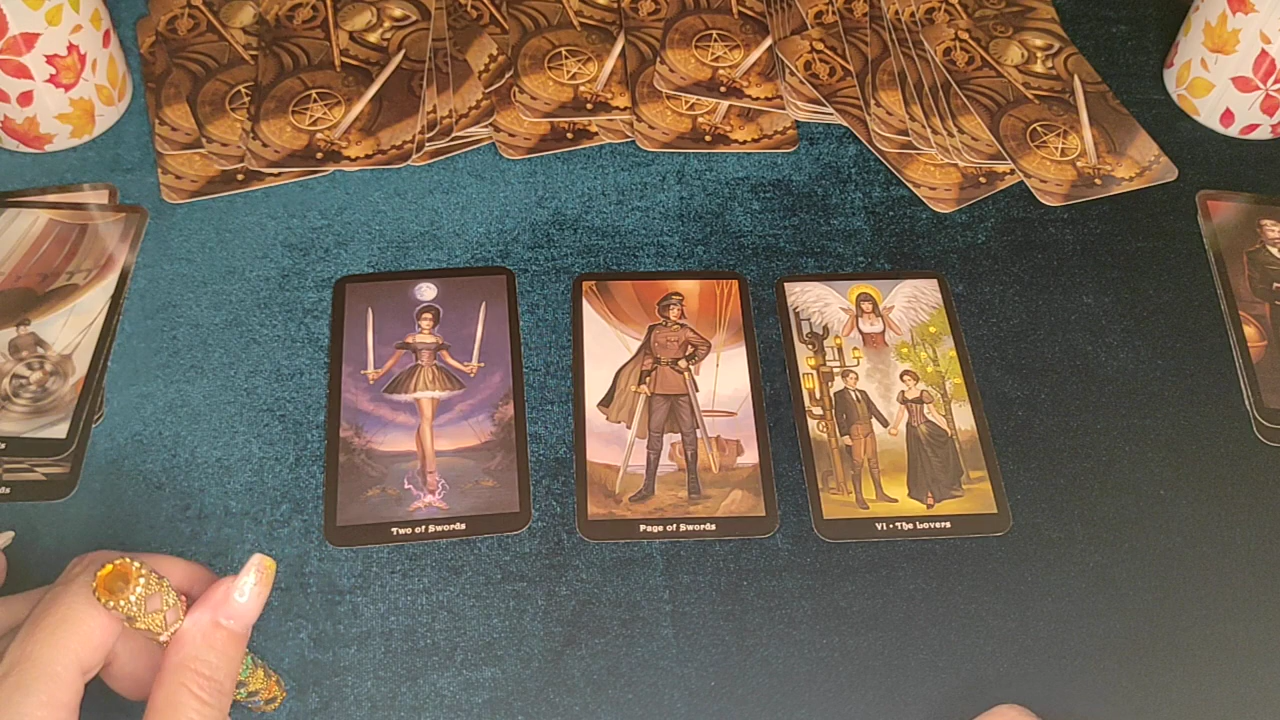 Two of Swords
Page of Swords
VI • The Lovers